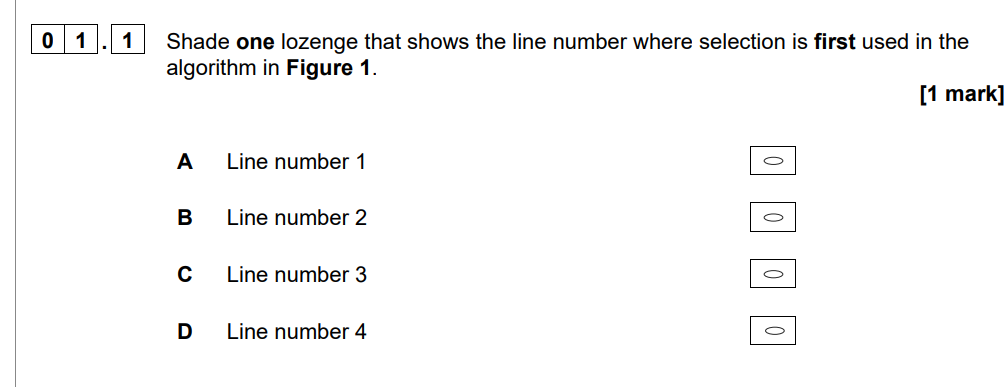 0 1 . 1 Shade one lozenge that shows the line number where selection is first used in the
algorithm in Figure 1.
[1 mark]
A Line number 1
B Line number 2
C Line number 3
D Line number 4